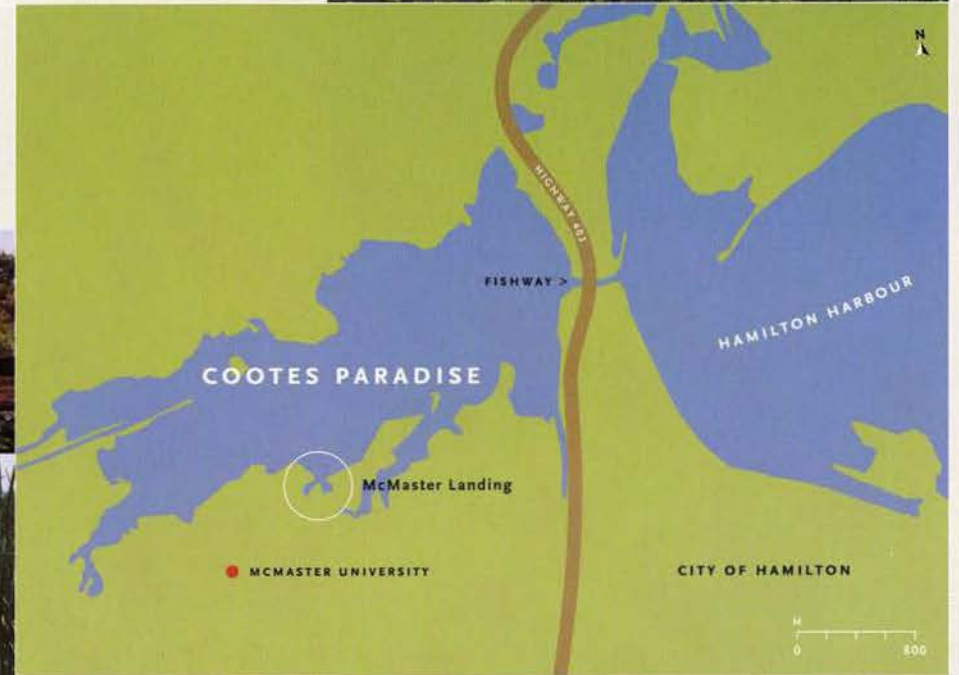 N
HIGHWAY 403
FISHWAY >
HAMILTON HARBOUR
COOTES PARADISE
McMaster Landing
MCMASTER UNIVERSITY
CITY OF HAMILTON
M
0 800